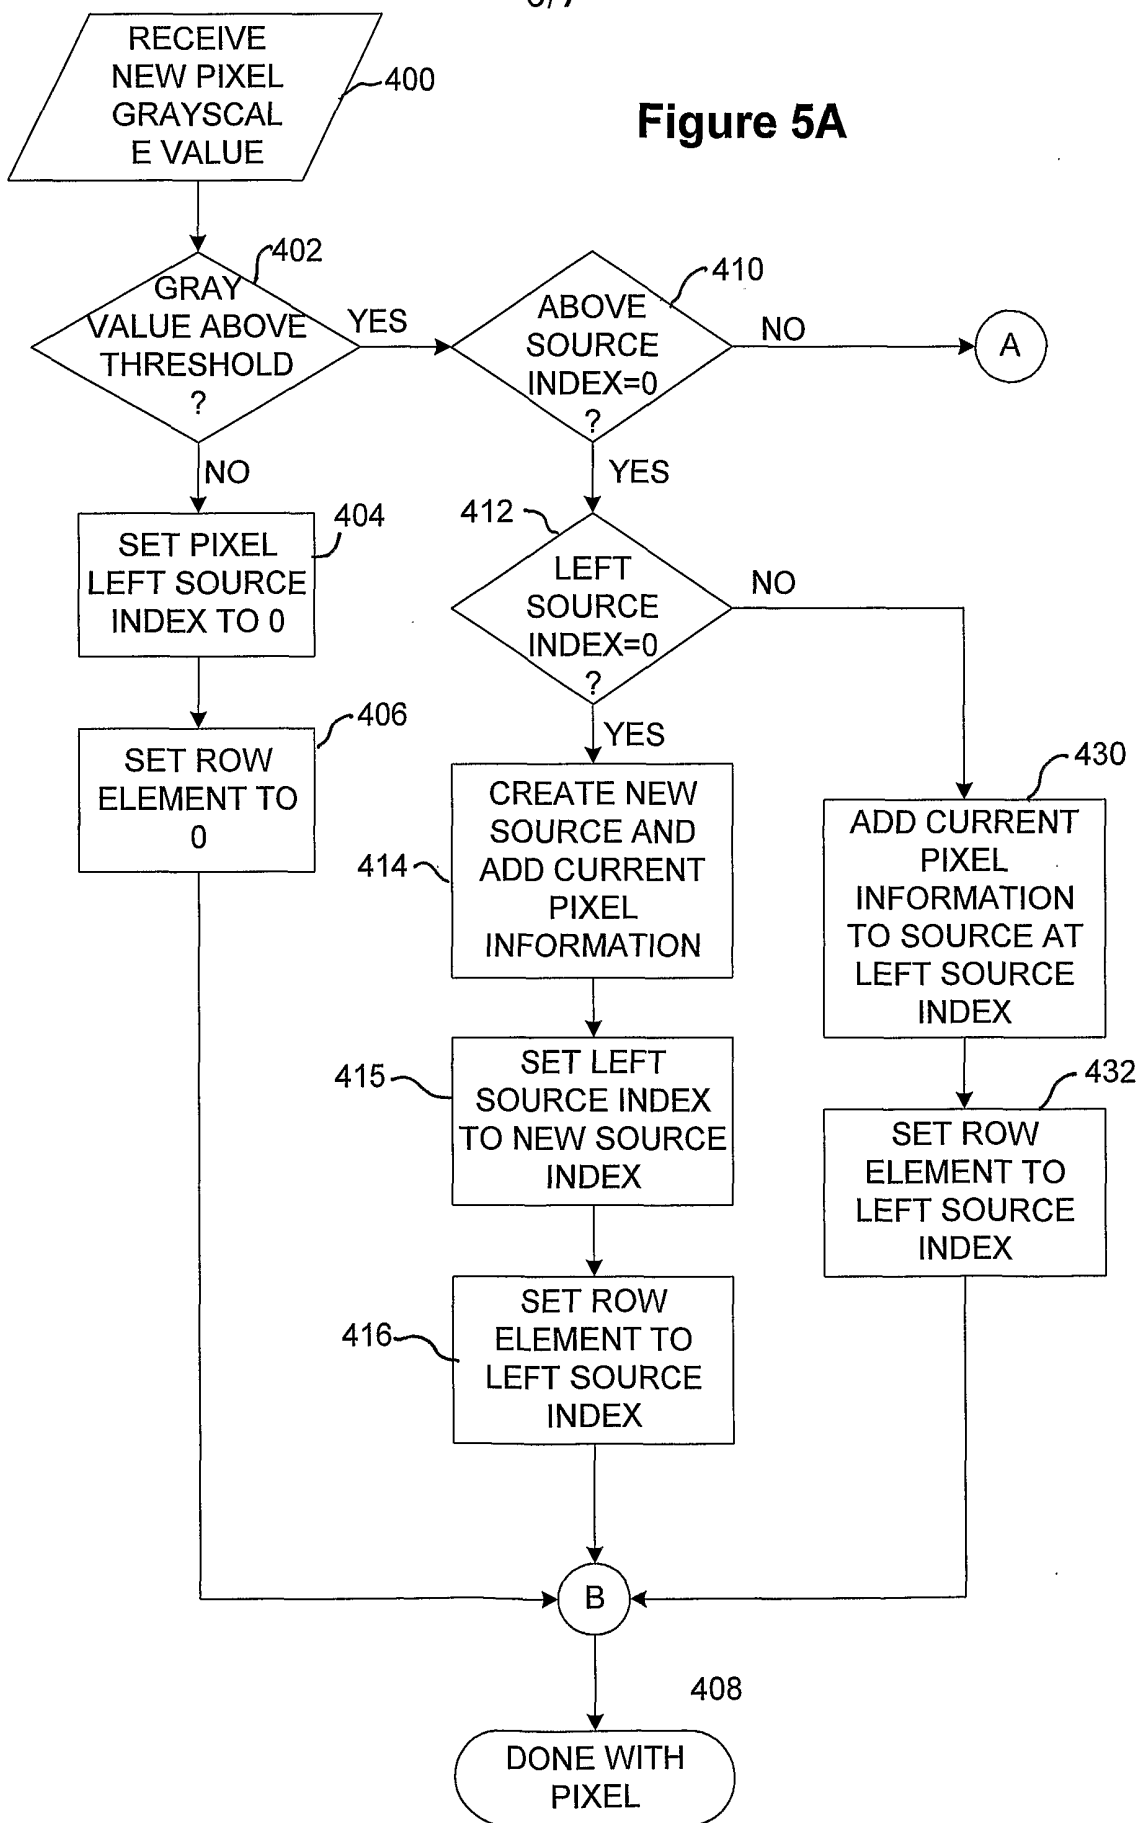 RECEIVE
NEW PIXEL
GRAYSCAL
E VALUE
400
Figure 5A
402
GRAY
VALUE ABOVE
THRESHOLD
?
YES
NO
410
ABOVE
SOURCE
INDEX=0
?
NO
A
YES
404
SET PIXEL
LEFT SOURCE
INDEX TO 0
406
SET ROW
ELEMENT TO
0
412
LEFT
SOURCE
INDEX=0
?
NO
YES
414
CREATE NEW
SOURCE AND
ADD CURRENT
PIXEL
INFORMATION
415
SET LEFT
SOURCE INDEX
TO NEW SOURCE
INDEX
416
SET ROW
ELEMENT TO
LEFT SOURCE
INDEX
430
ADD CURRENT
PIXEL
INFORMATION
TO SOURCE AT
LEFT SOURCE
INDEX
432
SET ROW
ELEMENT TO
LEFT SOURCE
INDEX
B
408
DONE WITH
PIXEL